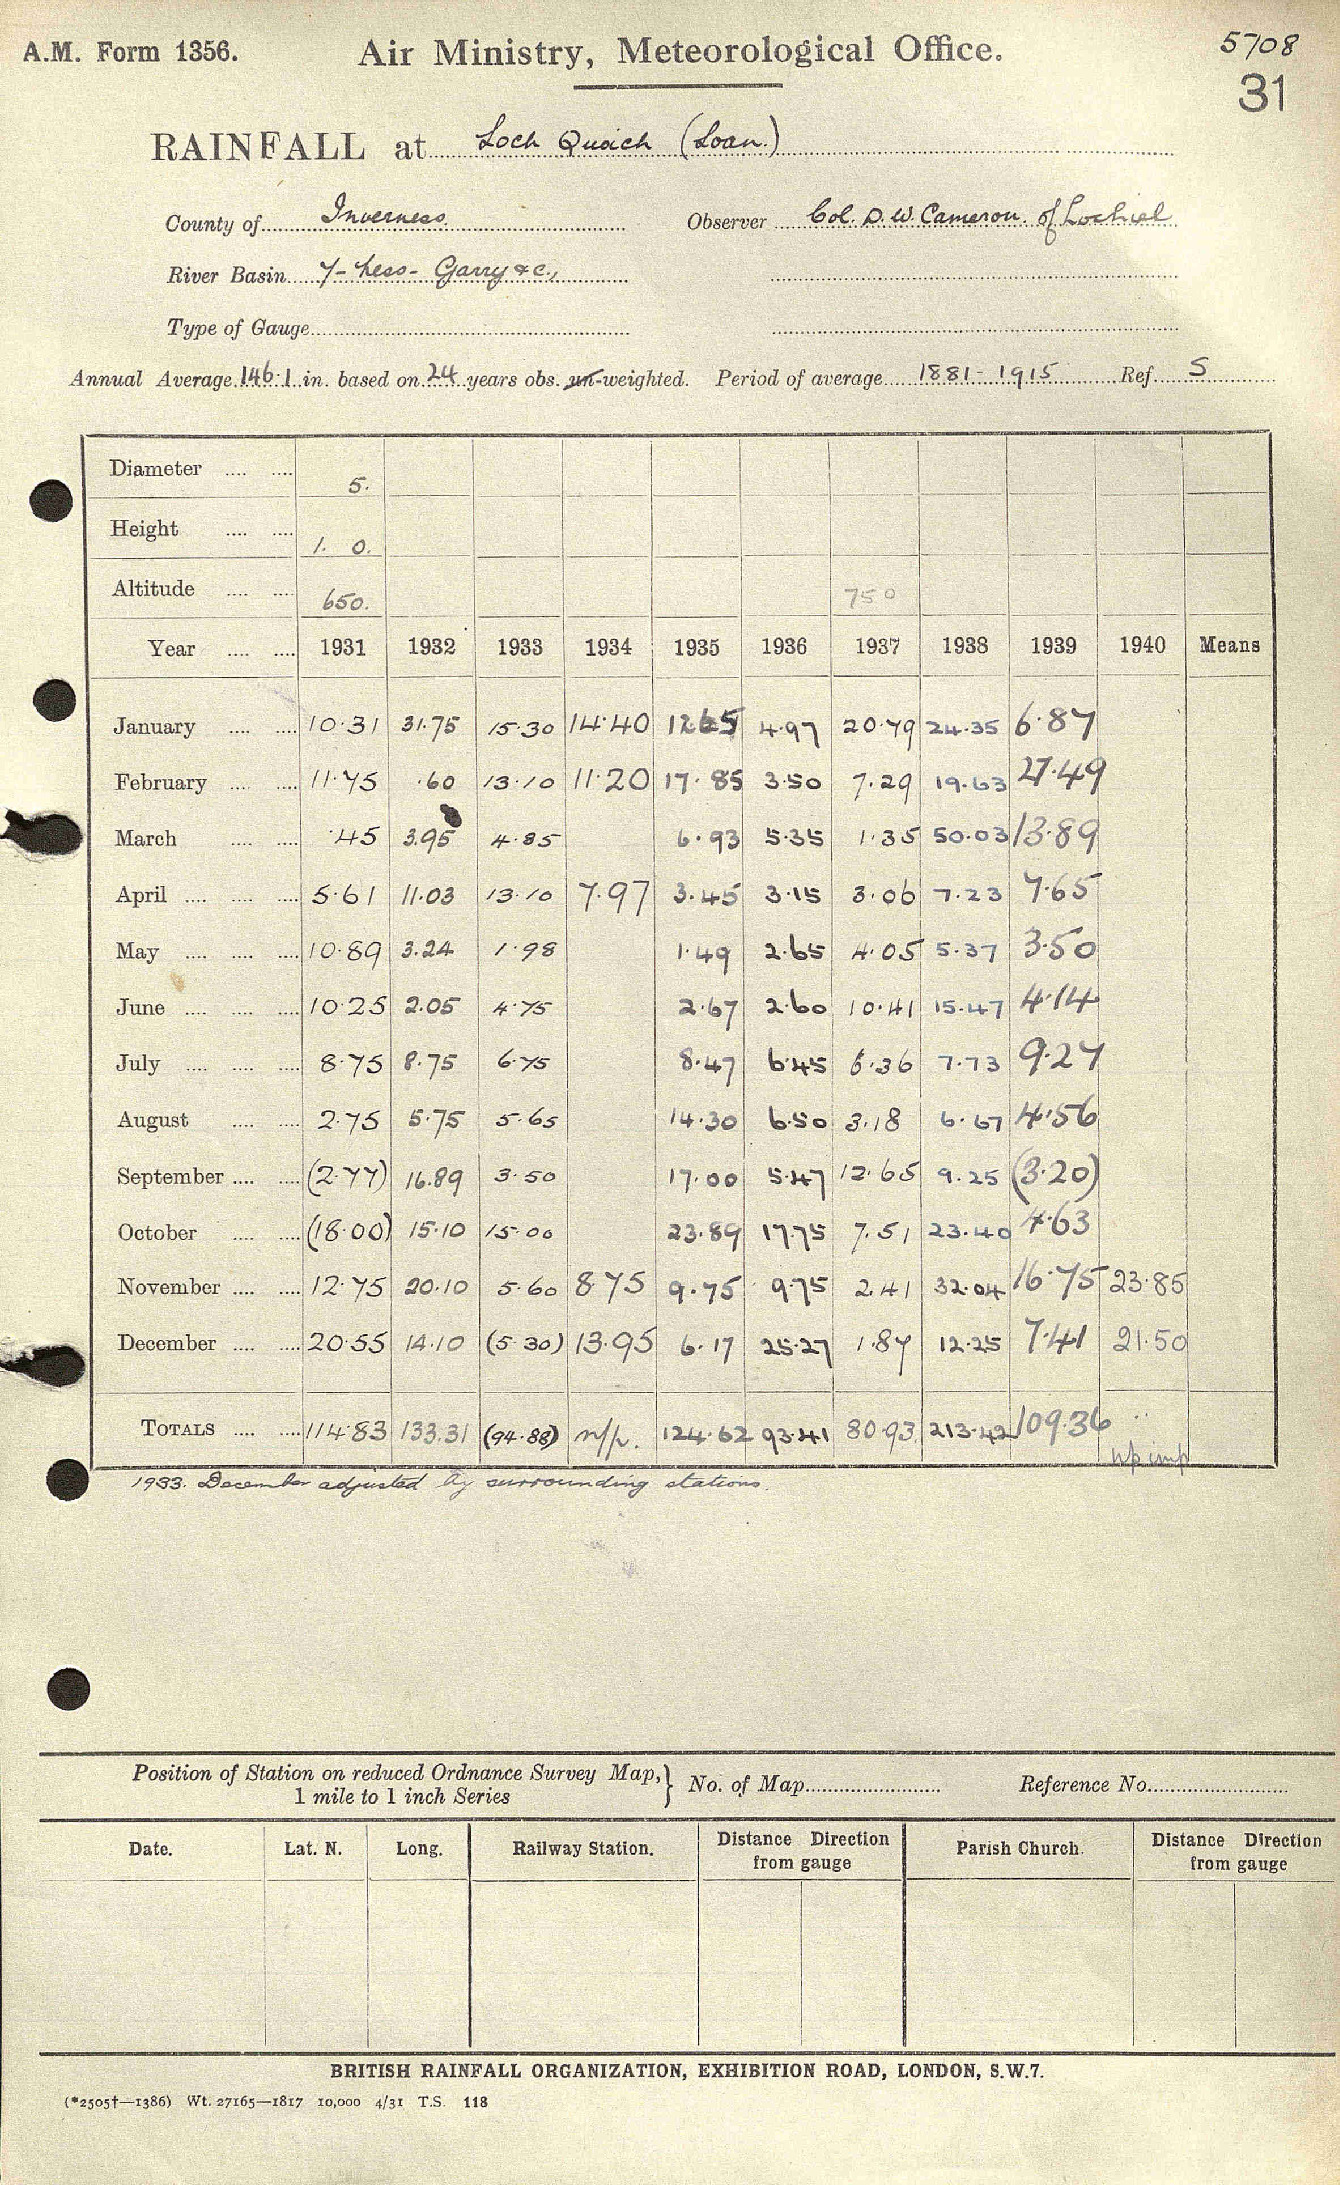 A.M. Form 1356. Air Ministry, Meteorological Office. 5708
31
RAINFALL at Loch Quoich (Loan.)
County of Inverness. Observer Col. D. W. Cameron. of Lochiel
River Basin 7- Ness- Garry &c.,
Type of Gauge
Annual Average 146.1 in. based on 24 years obs. un-weighted. Period of average 1881-1915 Ref. S
Diameter 5.
Height 1. 0.
Altitude 650. 750
Year 1931 1932 1933 1934 1935 1936 1937 1938 1939 1940 Means
January 10.31 31.75 15.30 14.40 12.65 4.97 20.79 24.35 6.87
February 11.75 .60 13.10 11.20 17.85 3.50 7.29 19.63 27.49
March .45 3.95 4.85 6.93 5.35 1.35 50.03 13.89
April 5.61 11.03 13.10 7.97 3.45 3.15 3.06 7.23 7.65
May 10.89 3.24 1.98 1.49 2.65 4.05 5.37 3.50
June 10.25 2.05 4.75 2.67 2.60 10.41 15.47 4.14
July 8.75 8.75 6.75 8.47 6.45 6.36 7.73 9.27
August 2.75 5.75 5.65 14.30 6.50 3.18 6.67 4.56
September (2.77) 16.89 3.50 17.00 5.47 12.65 9.25 (3.20)
October (18.00) 15.10 15.00 23.89 17.75 7.51 23.40 4.63
November 12.75 20.10 5.60 8.75 9.75 9.75 2.41 32.04 16.75 23.85
December 20.55 14.10 (5.30) 13.95 6.17 25.27 1.87 12.25 7.41 21.50
TOTALS 114.83 133.31 (94.88) n/p. 124.62 93.41 80.93 213.42 109.36
np imp
1933. December adjusted by surrounding stations.
Position of Station on reduced Ordnance Survey Map, 1 mile to 1 inch Series } No. of Map Reference No.
Date. Lat. N. Long. Railway Station. Distance Direction from gauge Parish Church. Distance Direction from gauge
BRITISH RAINFALL ORGANIZATION, EXHIBITION ROAD, LONDON, S.W.7.
(*2505†—1386) Wt. 27165—1817 10,000 4/31 T.S. 118